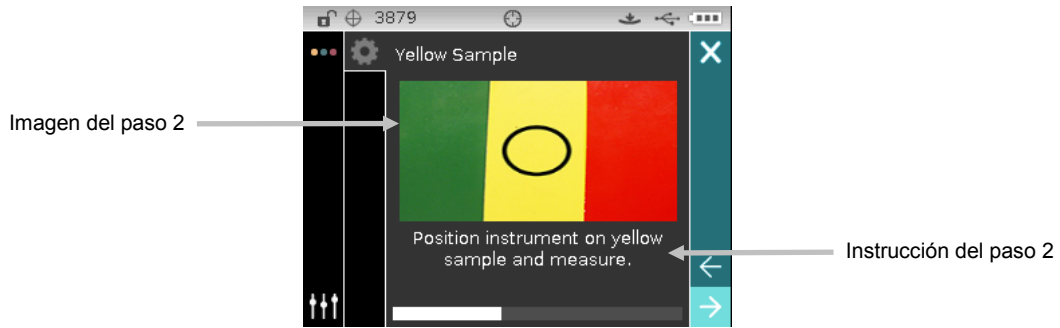 3879
Yellow Sample
Imagen del paso 2
Position instrument on yellow
sample and measure.
Instrucción del paso 2